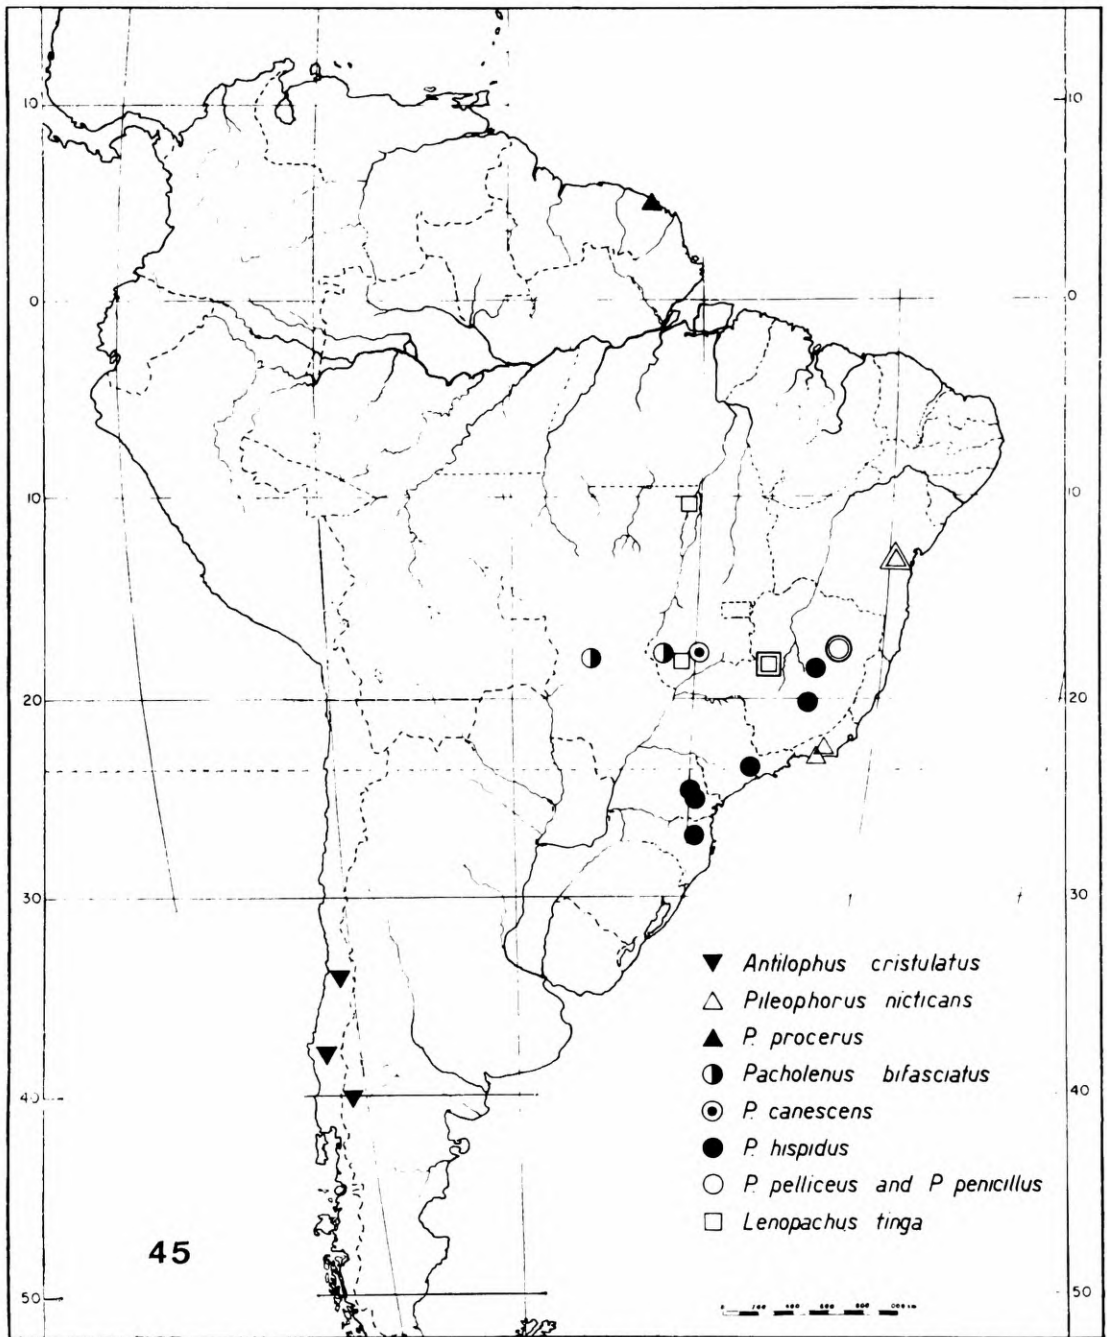 10 10
0 0
10 10
20 20
30 30
40 40
50 50
Antilophus cristulatus
Pileophorus nicticans
P. procerus
Pacholenus bifasciatus
P. canescens
P. hispidus
P. pelliceus and P penicillus
Lenopachus tinga
45